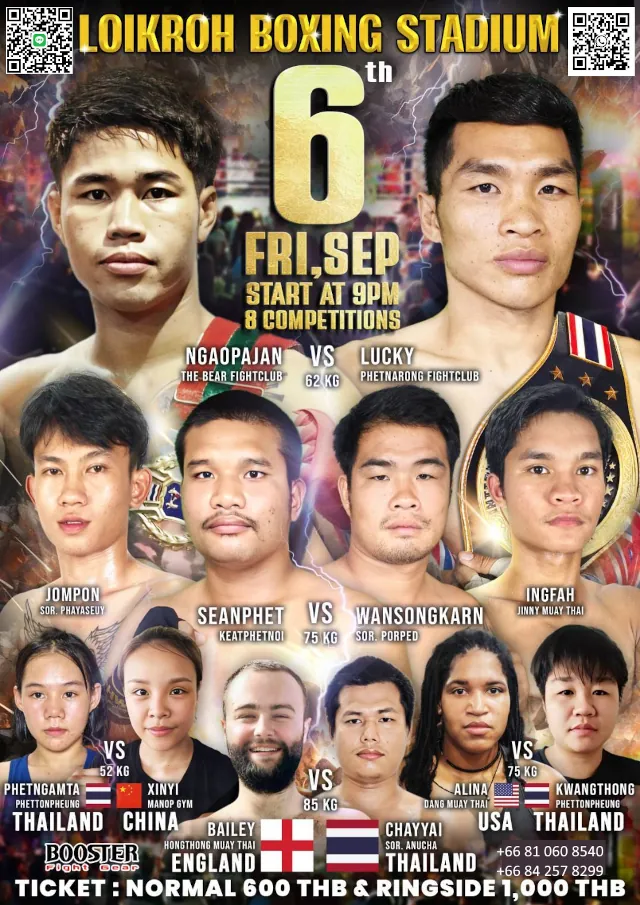 LOIKROH BOXING STADIUM
6th
FRI,SEP
START AT 9PM
8 COMPETITIONS
NGAOPAJAN VS LUCKY
THE BEAR FIGHTCLUB 62 KG PHETNARONG FIGHTCLUB
JOMPON
SOR. PHAYASEUY
INGFAH
JINNY MUAY THAI
SEANPHET VS WANSONGKARN
KEATPHETNOI 75 KG SOR. PORPED
VS
52 KG
PHETNGAMTA XINYI
PHETTONPHEUNG MANOP GYM
THAILAND CHINA
VS
85 KG
BAILEY CHAYYAI
HONGTHONG MUAY THAI SOR. ANUCHA
ENGLAND THAILAND
VS
75 KG
ALINA KWANGTHONG
DANG MUAY THAI PHETTONPHEUNG
USA THAILAND
BOOSTER
Fight Gear
+66 81 060 8540
+66 84 257 8299
TICKET : NORMAL 600 THB & RINGSIDE 1,000 THB